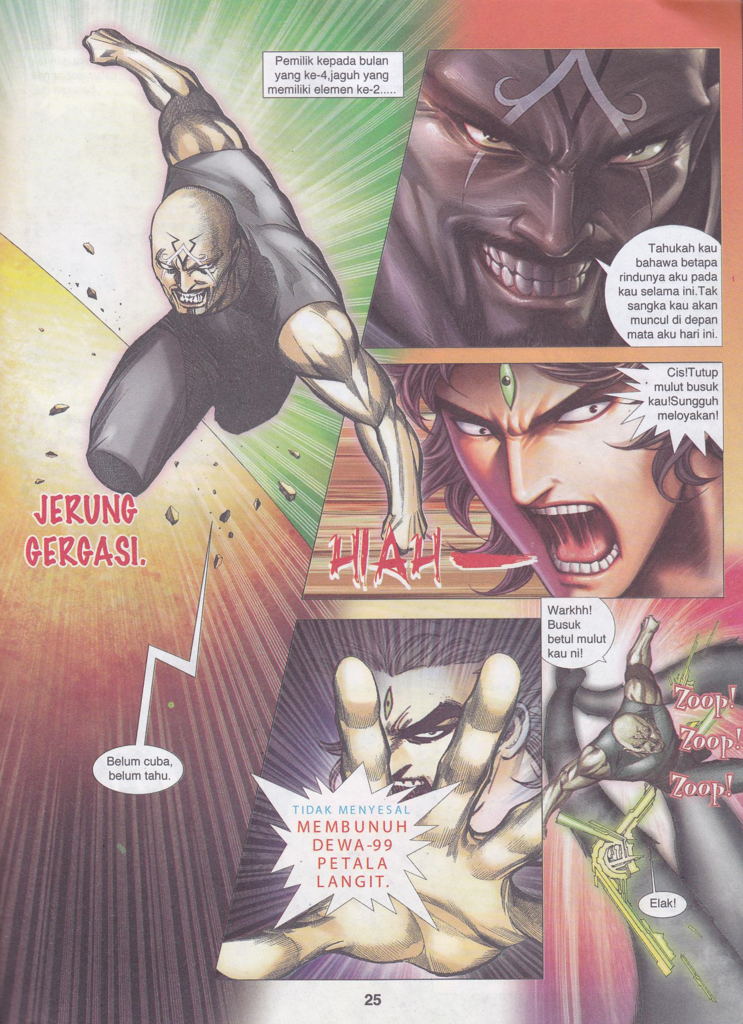 Pemilik kepada bulan
yang ke-4,jaguh yang
memiliki elemen ke-2.....
Tahukah kau
bahawa betapa
rindunya aku pada
kau selama ini.Tak
sangka kau akan
muncul di depan
mata aku hari ini.
Cis!Tutup
mulut busuk
kau!Sungguh
meloyakan!
JERUNG
GERGASI.
HIAH
Belum cuba,
belum tahu.
TIDAK MENYESAL
MEMBUNUH
DEWA-99
PETALA
LANGIT.
Warkhh!
Busuk
betul mulut
kau ni!
Zoop!
Zoop!
Zoop!
Elak!
25